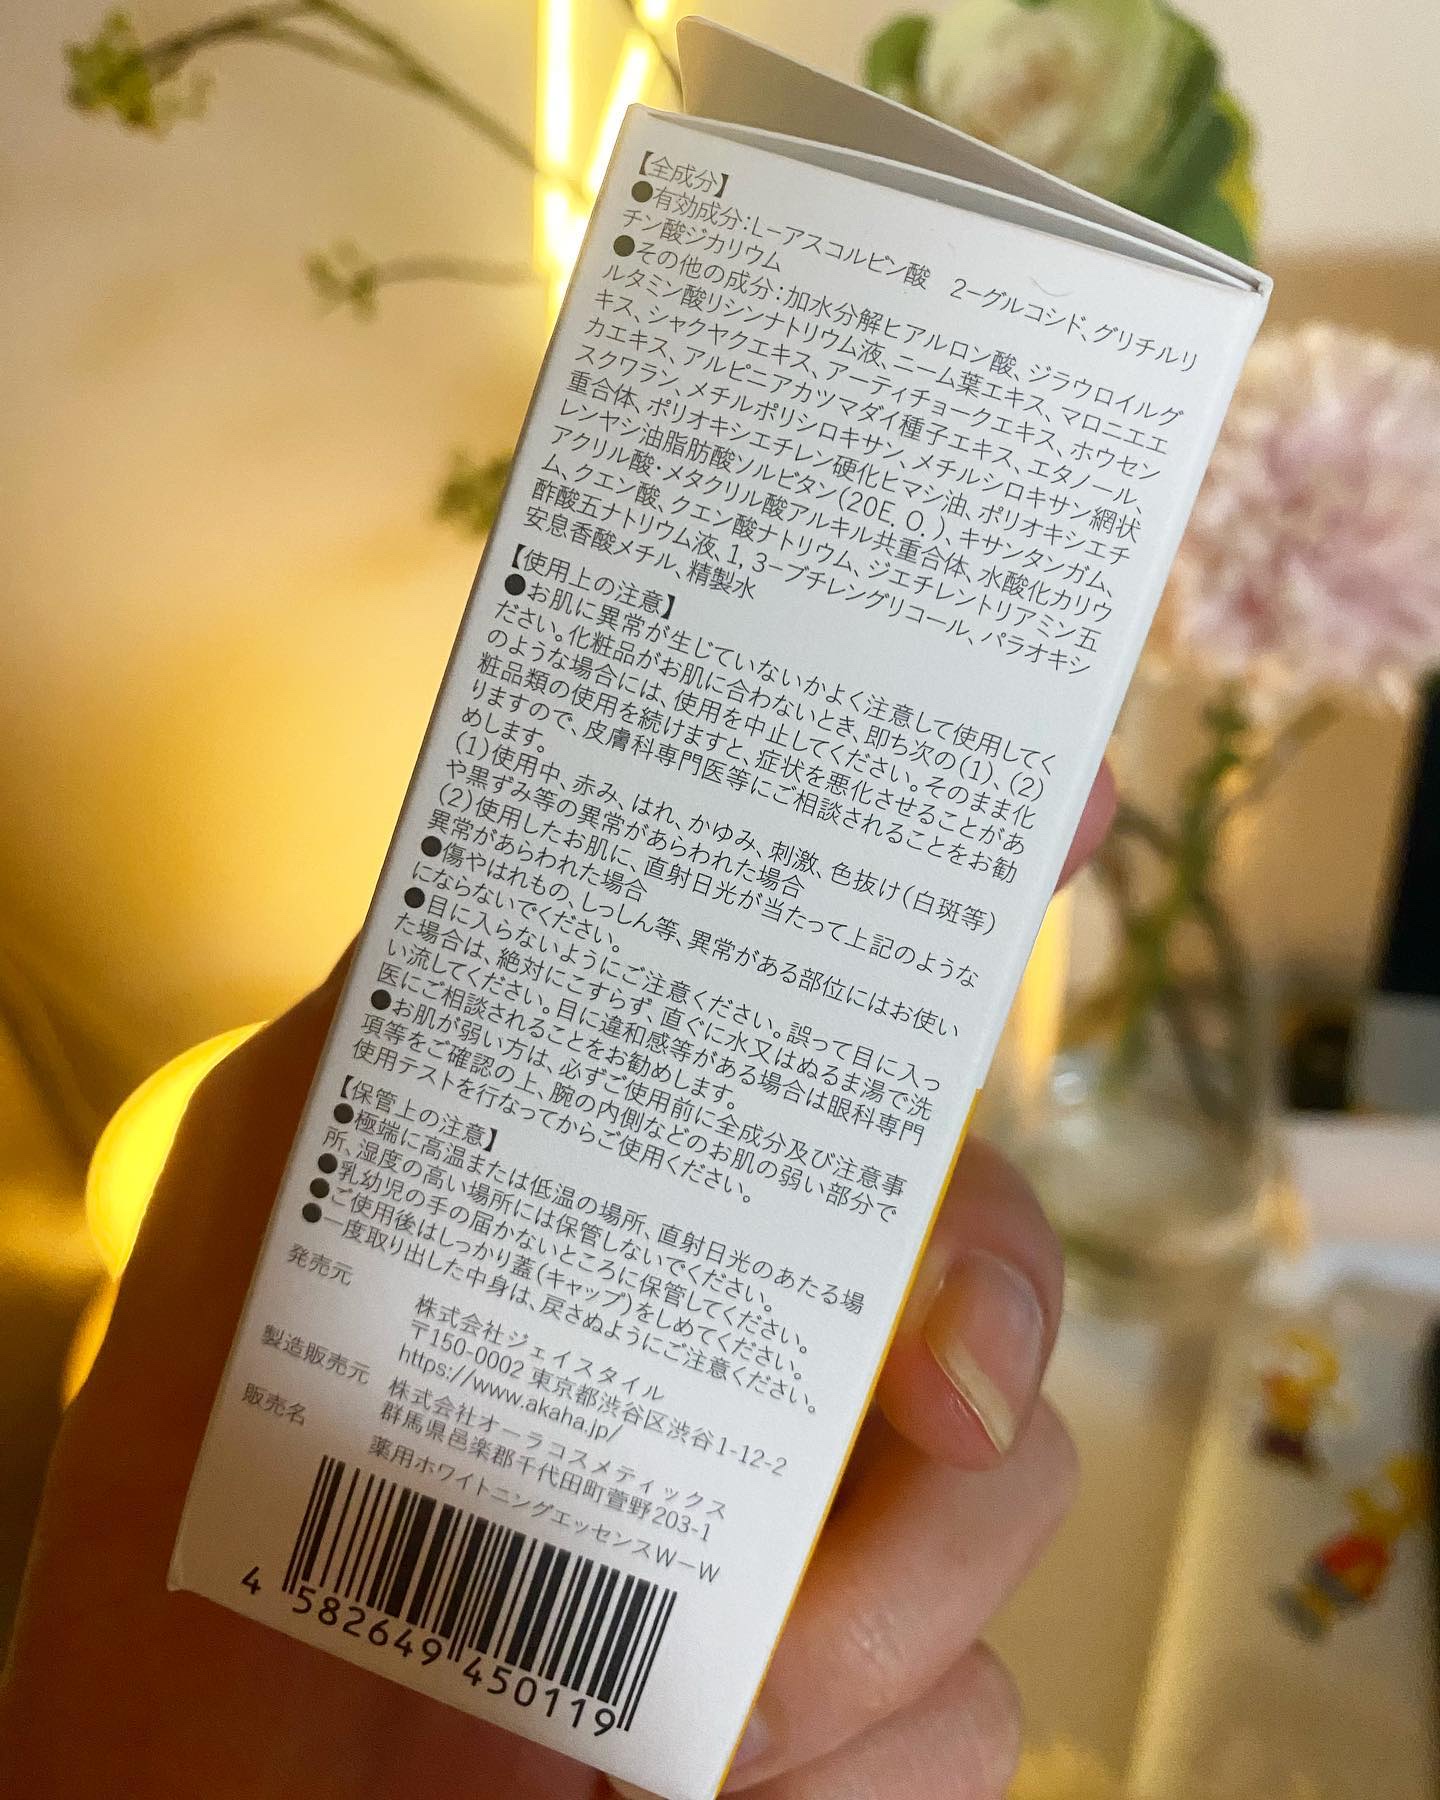 【全成分】
●有効成分:L-アスコルビン酸　2-グルコシド、グリチルリ
チン酸ジカリウム
●その他の成分:加水分解ヒアルロン酸、ジラウロイルグ
ルタミン酸リシンナトリウム液、ニーム葉エキス、マロニエエ
キス、シャクヤクエキス、アーティチョークエキス、ホウセン
カエキス、アルピニアカツマダイ種子エキス、エタノール、
スクワラン、メチルポリシロキサン、メチルシロキサン網状
重合体、ポリオキシエチレン硬化ヒマシ油、ポリオキシエチ
レンヤシ油脂肪酸ソルビタン(20E. O.)、キサンタンガム、
アクリル酸・メタクリル酸アルキル共重合体、水酸化カリウ
ム、クエン酸、クエン酸ナトリウム、ジエチレントリアミン五
酢酸五ナトリウム液、1, 3-ブチレングリコール、パラオキシ
安息香酸メチル、精製水
【使用上の注意】
●お肌に異常が生じていないかよく注意して使用してく
ださい。化粧品がお肌に合わないとき、即ち次の(1)、(2)
のような場合には、使用を中止してください。そのまま化
粧品類の使用を続けますと、症状を悪化させることがあ
りますので、皮膚科専門医等にご相談されることをお勧
めします。
(1)使用中、赤み、はれ、かゆみ、刺激、色抜け(白斑等)
や黒ずみ等の異常があらわれた場合
(2)使用したお肌に、直射日光が当たって上記のような
異常があらわれた場合
●傷やはれもの、しっしん等、異常がある部位にはお使い
にならないでください。
●目に入らないようにご注意ください。誤って目に入っ
た場合は、絶対にこすらず、直ぐに水又はぬるま湯で洗
い流してください。目に違和感等がある場合は眼科専門
医にご相談されることをお勧めします。
●お肌が弱い方は、必ずご使用前に全成分及び注意事
項等をご確認の上、腕の内側などのお肌の弱い部分で
使用テストを行なってからご使用ください。
【保管上の注意】
●極端に高温または低温の場所、直射日光のあたる場
所、湿度の高い場所には保管しないでください。
●乳幼児の手の届かないところに保管してください。
●ご使用後はしっかり蓋(キャップ)をしめてください。
●一度取り出した中身は、戻さぬようにご注意ください。
発売元 株式会社ジェイスタイル
〒150-0002 東京都渋谷区渋谷1-12-2
https://www.akaha.jp/
製造販売元 株式会社オーラコスメティックス
群馬県邑楽郡千代田町萱野203-1
販売名 薬用ホワイトニングエッセンスW-W
4 582649 450119